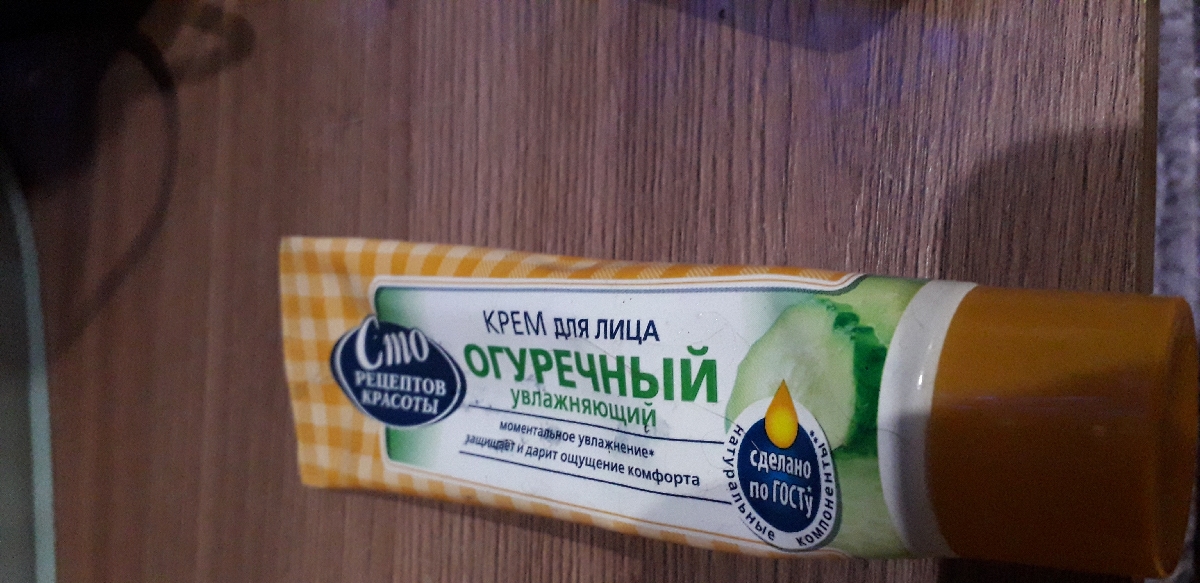 Сто
РЕЦЕПТОВ
КРАСОТЫ
КРЕМ для ЛИЦА
ОГУРЕЧНЫЙ
увлажняющий
моментальное увлажнение*
защищает и дарит ощущение комфорта
сделано
по ГОСТу
натуральные компоненты**